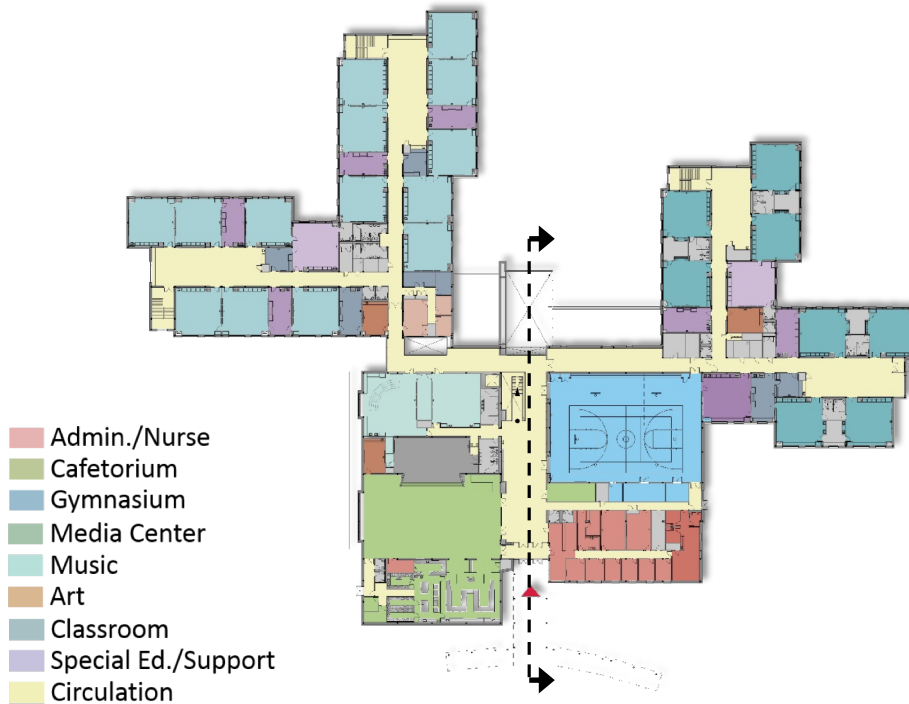 Admin./Nurse
Cafetorium
Gymnasium
Media Center
Music
Art
Classroom
Special Ed./Support
Circulation